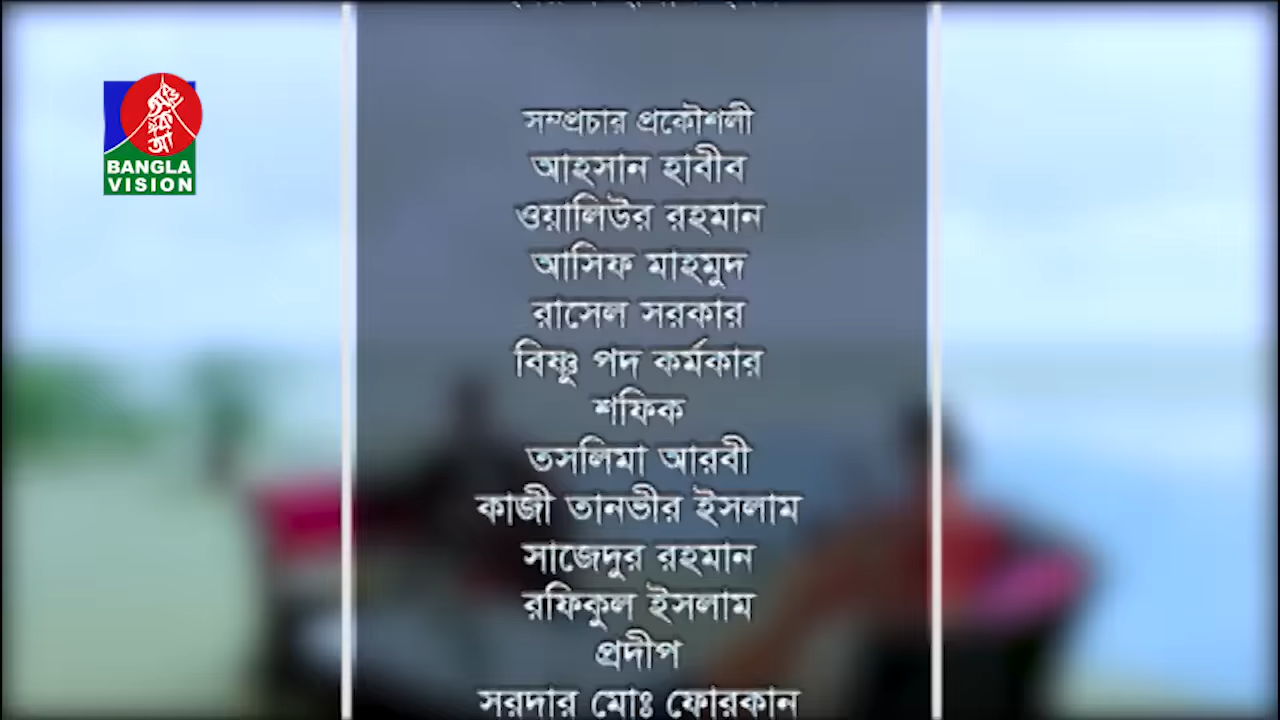 BANGLA
VISION
সম্প্রচার প্রকৌশলী
আহসান হাবীব
ওয়ালিউর রহমান
আসিফ মাহমুদ
রাসেল সরকার
বিষ্ণু পদ কর্মকার
শফিক
তসলিমা আরবী
কাজী তানভীর ইসলাম
সাজেদুর রহমান
রফিকুল ইসলাম
প্রদীপ
সরদার মোঃ ফোরকান